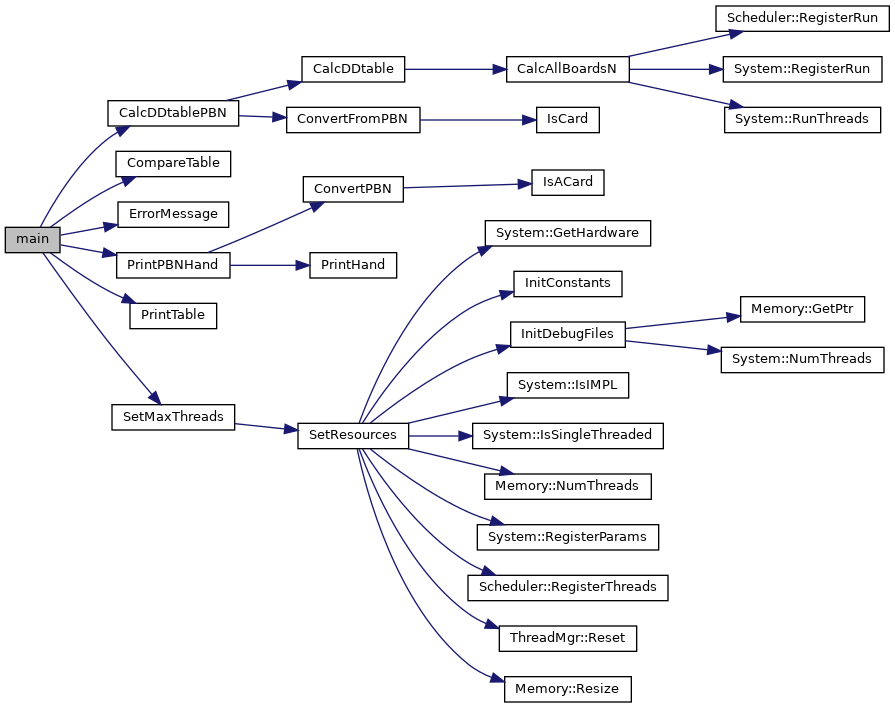 Scheduler::RegisterRun
CalcDDtable
CalcAllBoardsN
System::RegisterRun
CalcDDtablePBN
ConvertFromPBN
IsCard
System::RunThreads
CompareTable
ConvertPBN
IsACard
ErrorMessage
main
PrintPBNHand
PrintHand
System::GetHardware
PrintTable
InitConstants
InitDebugFiles
Memory::GetPtr
System::NumThreads
System::IsIMPL
SetMaxThreads
SetResources
System::IsSingleThreaded
Memory::NumThreads
System::RegisterParams
Scheduler::RegisterThreads
ThreadMgr::Reset
Memory::Resize